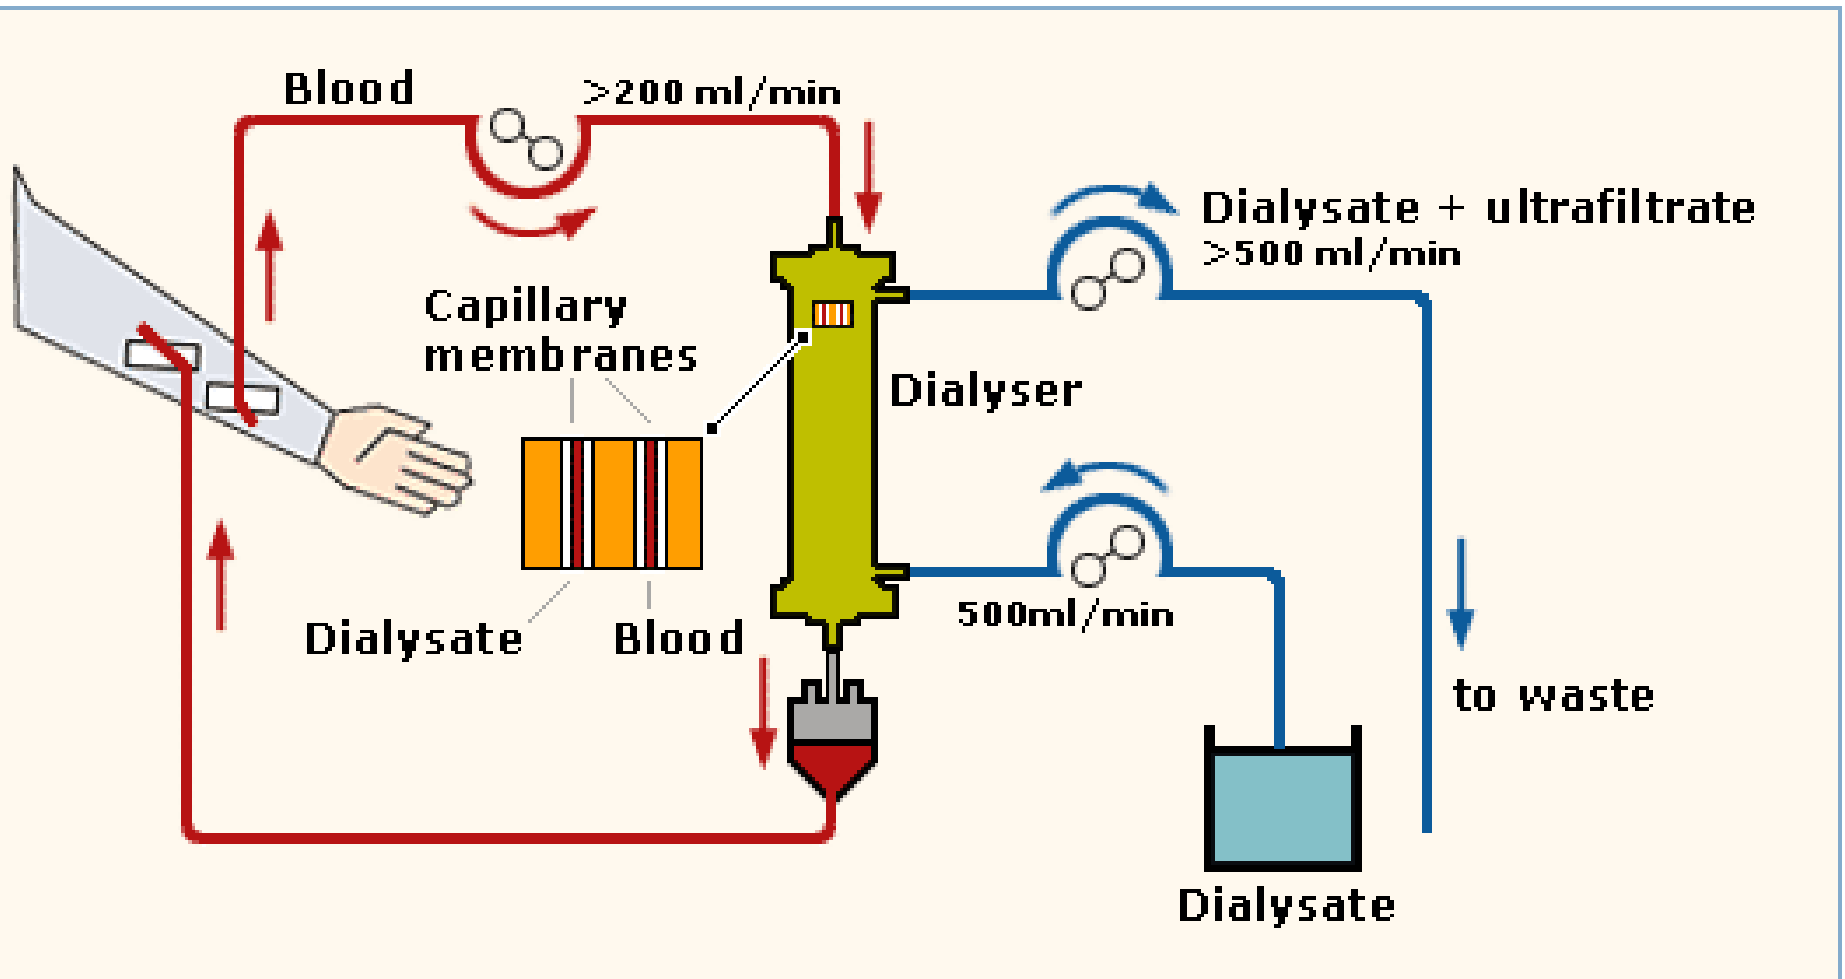 Blood
>200 ml/min
Dialysate + ultrafiltrate
>500 ml/min
Capillary
membranes
Dialyser
500ml/min
Dialysate
Blood
to waste
Dialysate